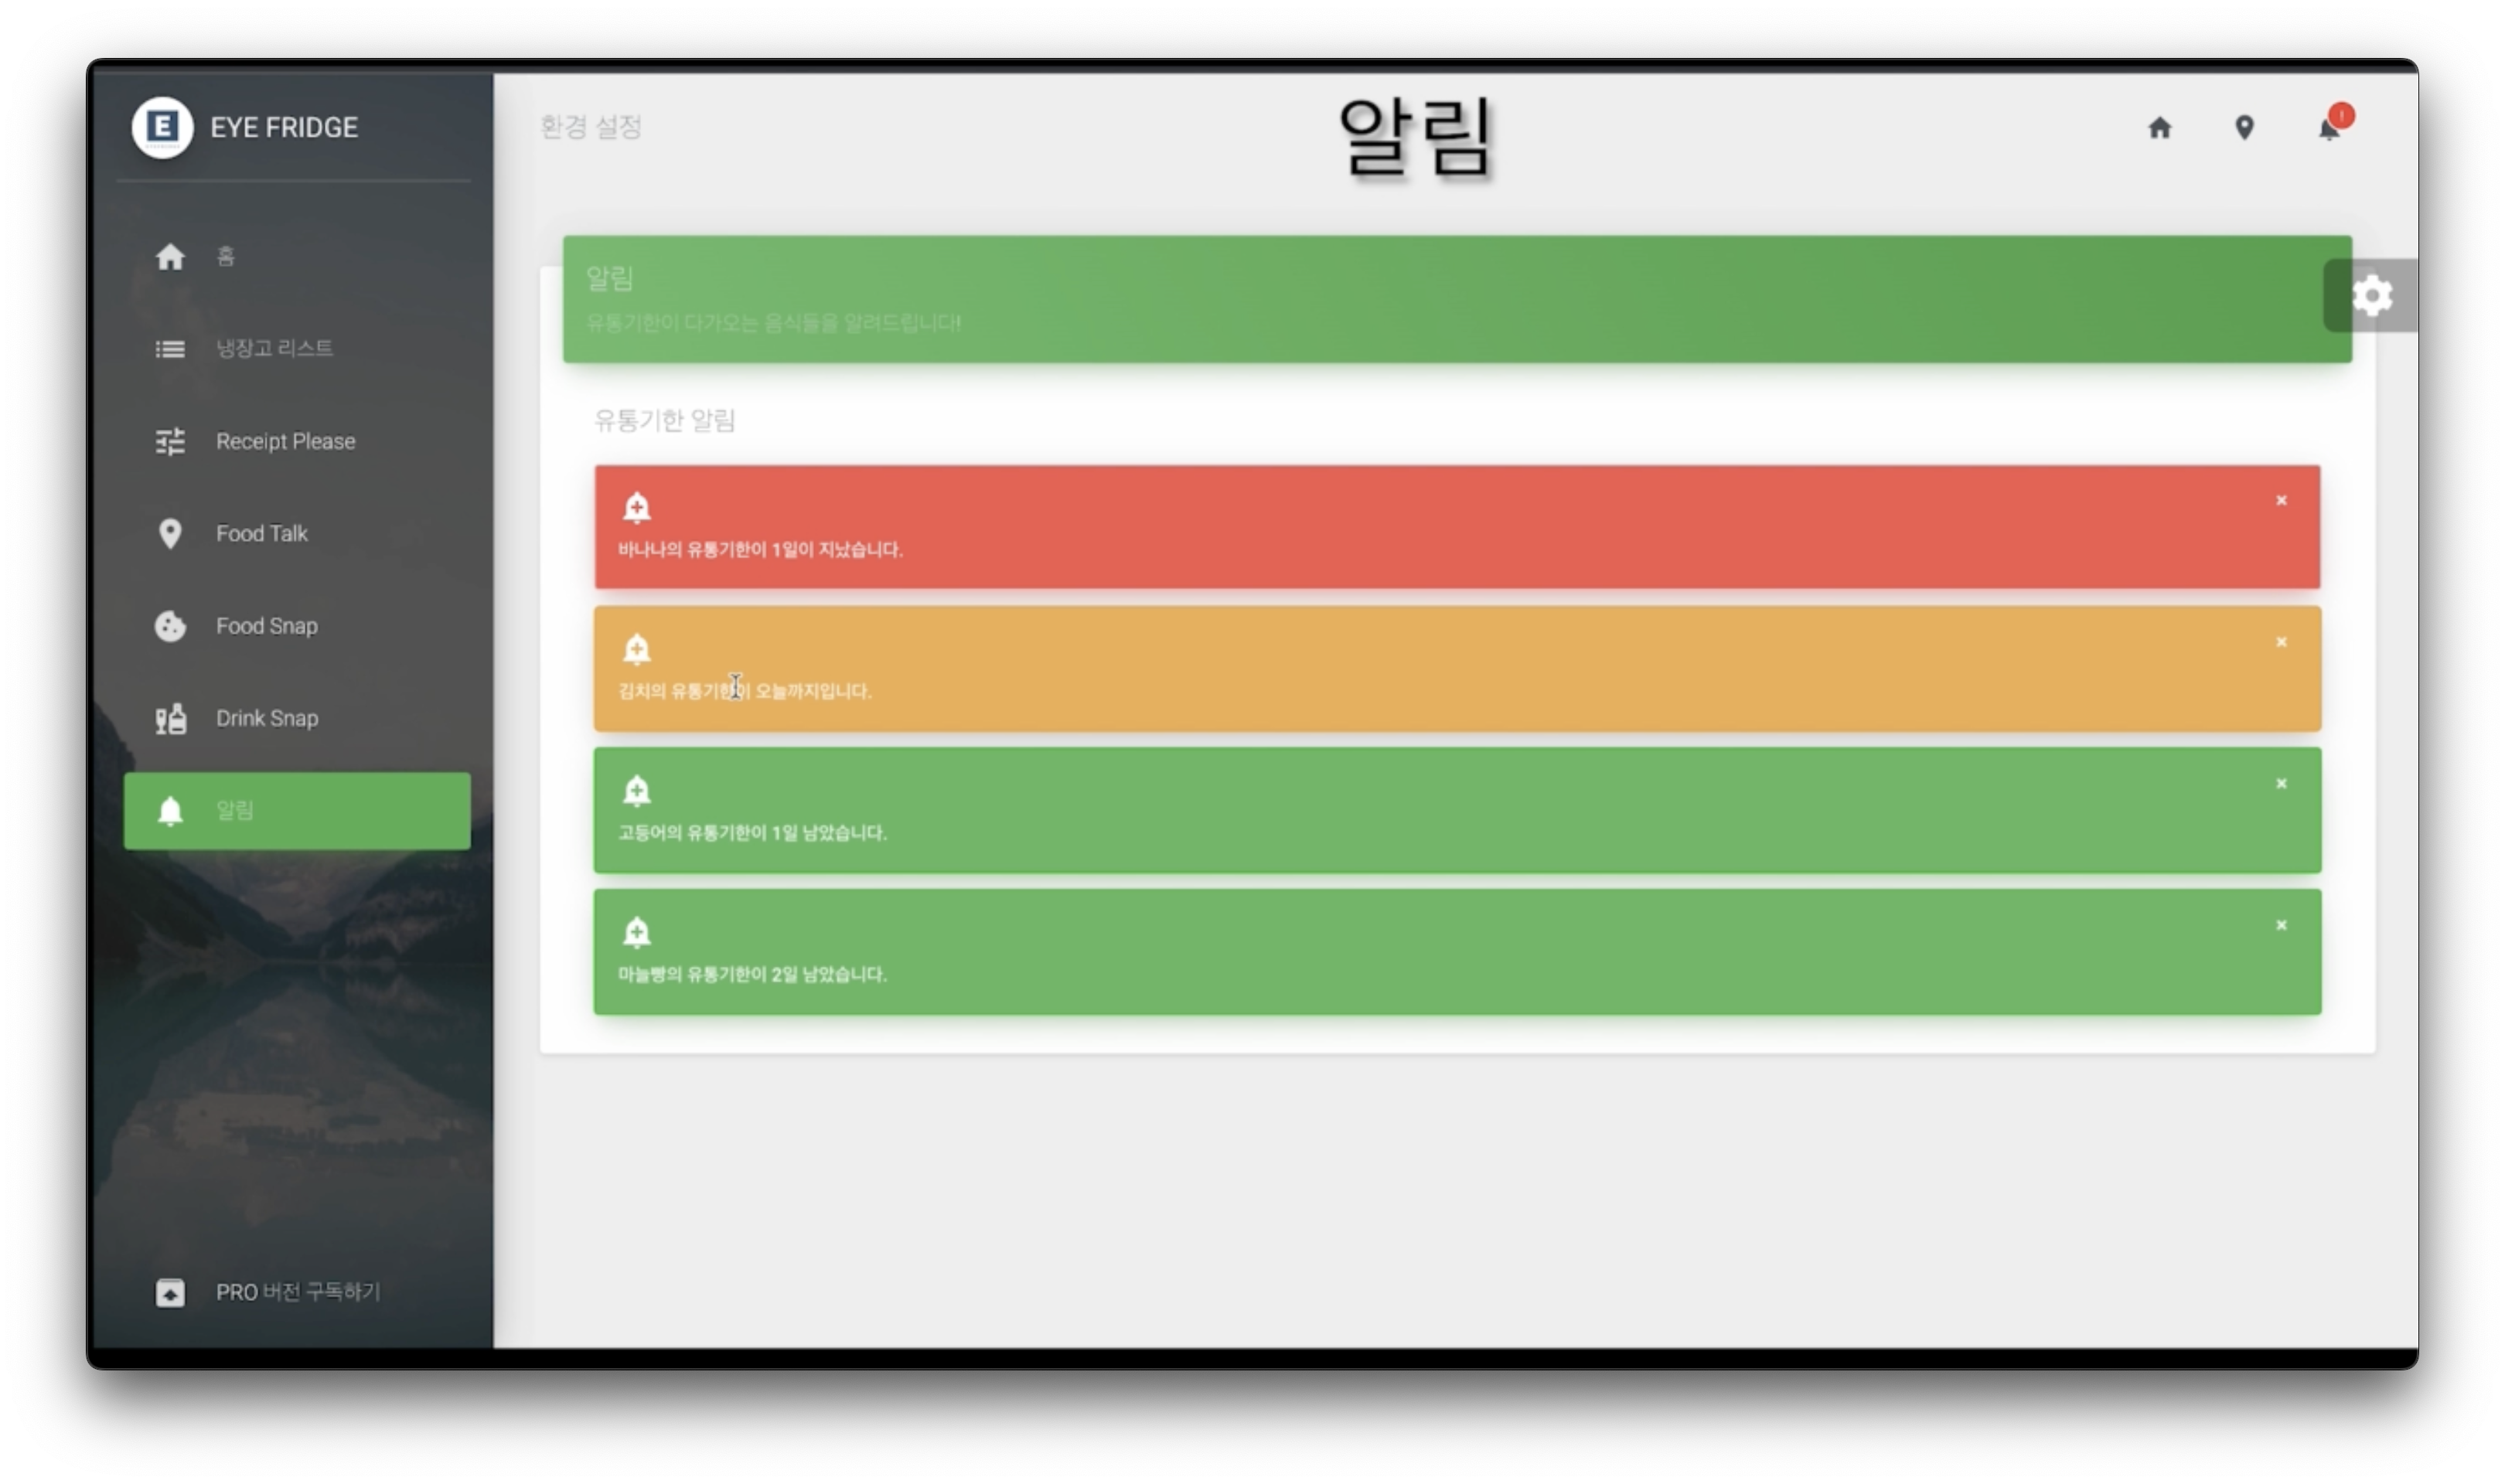 EYE FRIDGE
홈
냉장고 리스트
Receipt Please
Food Talk
Food Snap
Drink Snap
알림
PRO 버전 구독하기
환경 설정
알림
알림
유통기한이 다가오는 음식들을 알려드립니다!
유통기한 알림
바나나의 유통기한이 1일이 지났습니다.
김치의 유통기한이 오늘까지입니다.
고등어의 유통기한이 1일 남았습니다.
마늘빵의 유통기한이 2일 남았습니다.